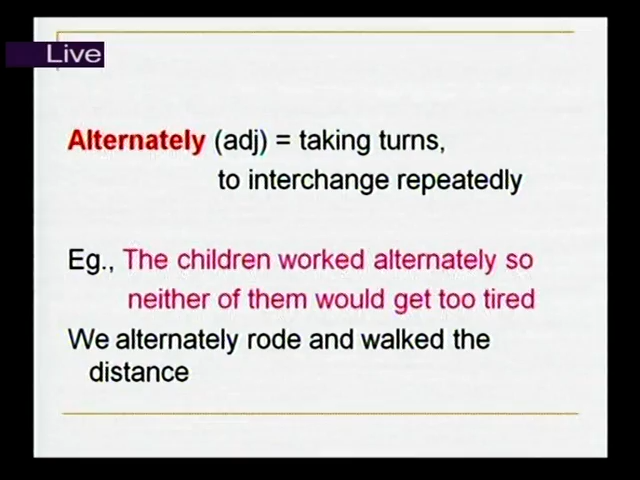 Live
Alternately (adj) = taking turns,
to interchange repeatedly
Eg., The children worked alternately so
neither of them would get too tired
We alternately rode and walked the
distance